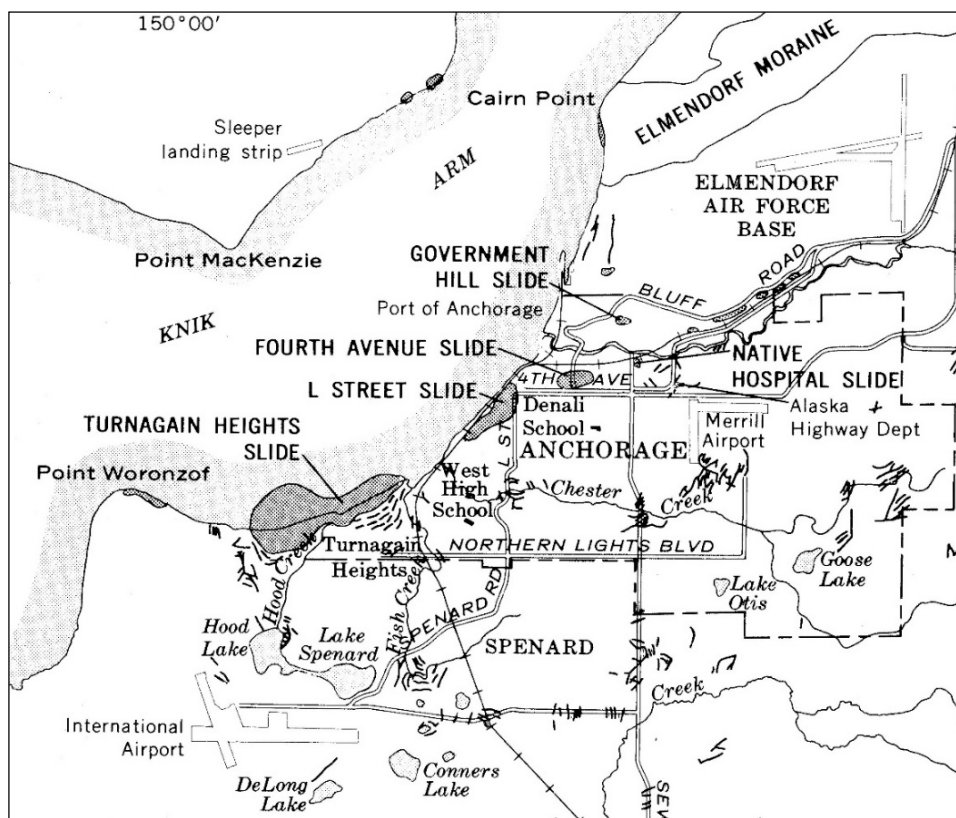 150°00'
ELMENDORF MORAINE
Cairn Point
Sleeper
landing strip
ARM
ELMENDORF
AIR FORCE
BASE
Point MacKenzie
GOVERNMENT
HILL SLIDE
BLUFF ROAD
Port of Anchorage
KNIK
FOURTH AVENUE SLIDE
NATIVE
HOSPITAL SLIDE
4TH AVE
L STREET SLIDE
Alaska
Highway Dept
Denali
School
Merrill
Airport
TURNAGAIN HEIGHTS
SLIDE
L ST
ANCHORAGE
Point Woronzof
West
High
School
Chester
Creek
Turnagain
Heights
NORTHERN LIGHTS BLVD
Hood Creek
Goose
Lake
Fish Creek
SPENARD RD
Lake
Otis
Hood
Lake
Lake
Spenard
SPENARD
Creek
International
Airport
DeLong
Lake
Conners
Lake
SEV
M